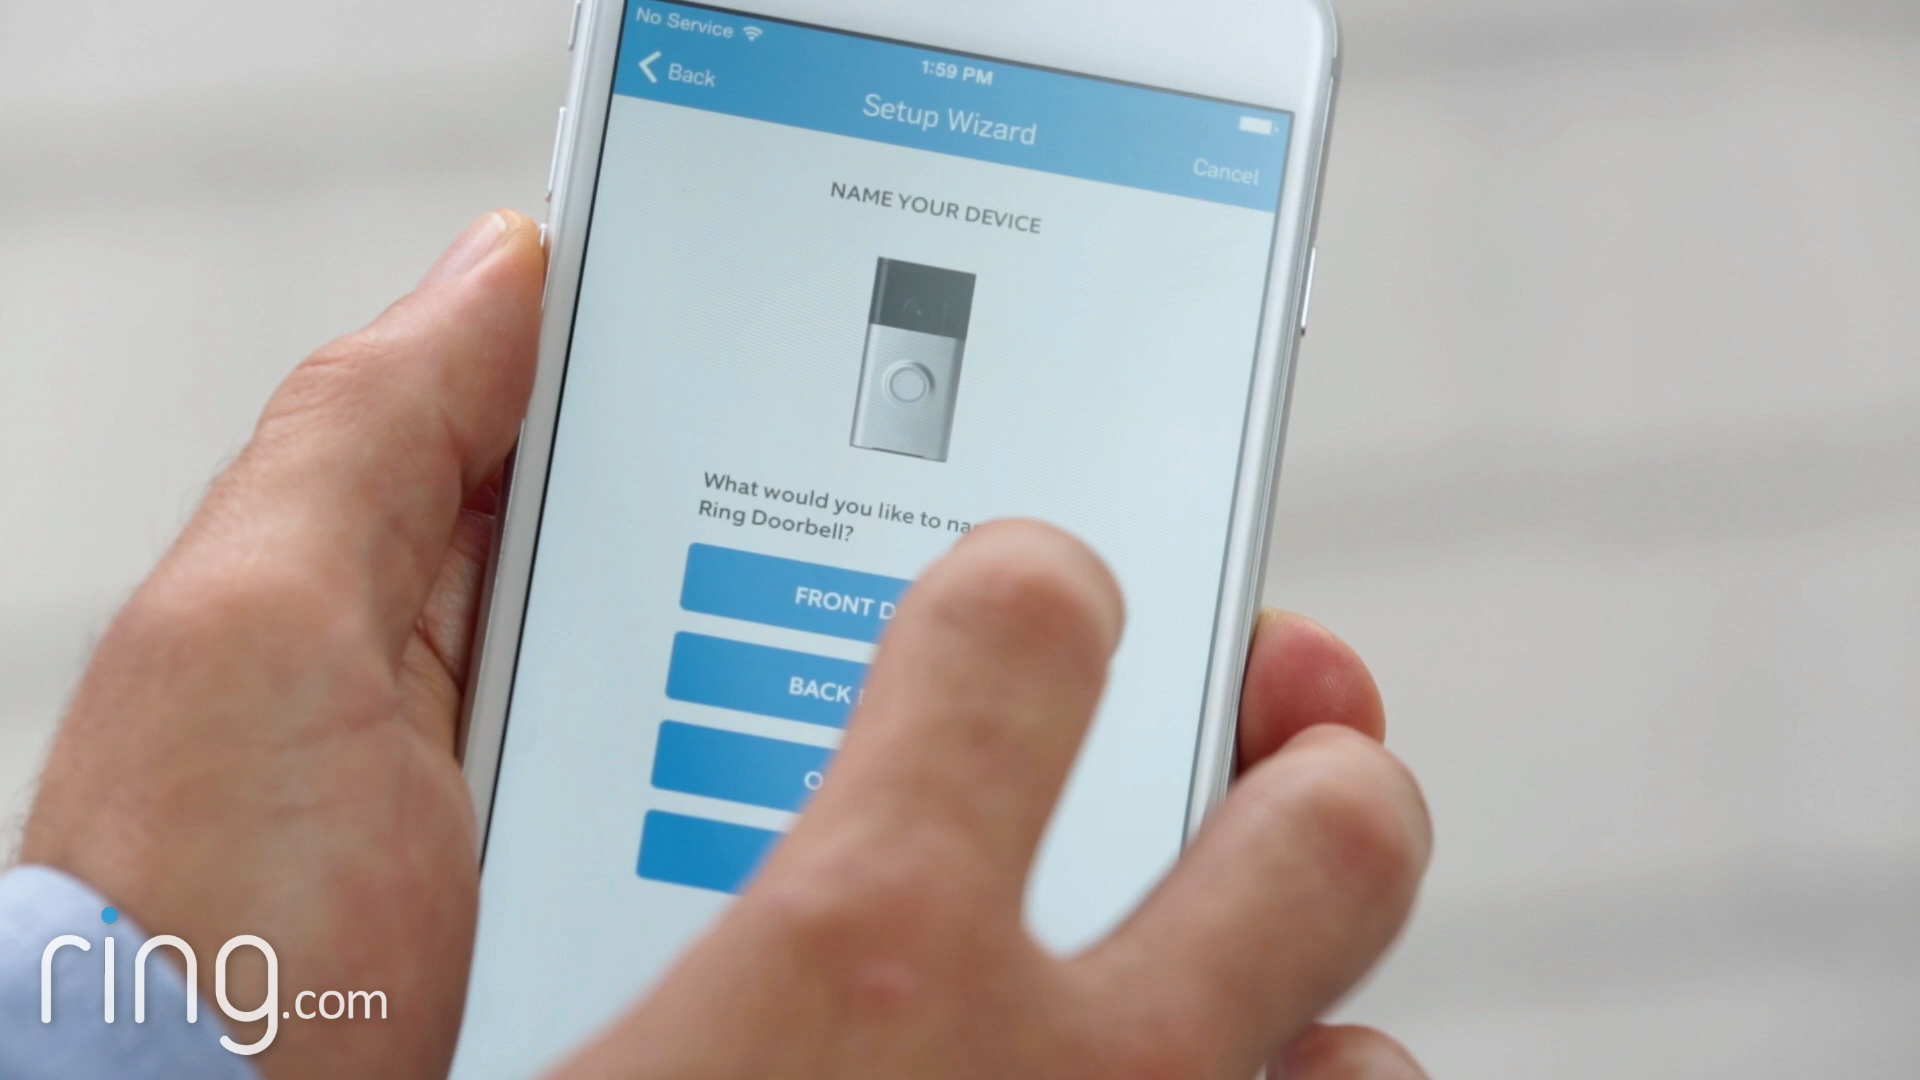 No Service
1:59 PM
Back
Setup Wizard
Cancel
NAME YOUR DEVICE
What would you like to
Ring Doorbell?
FRONT
BACK
ring.com